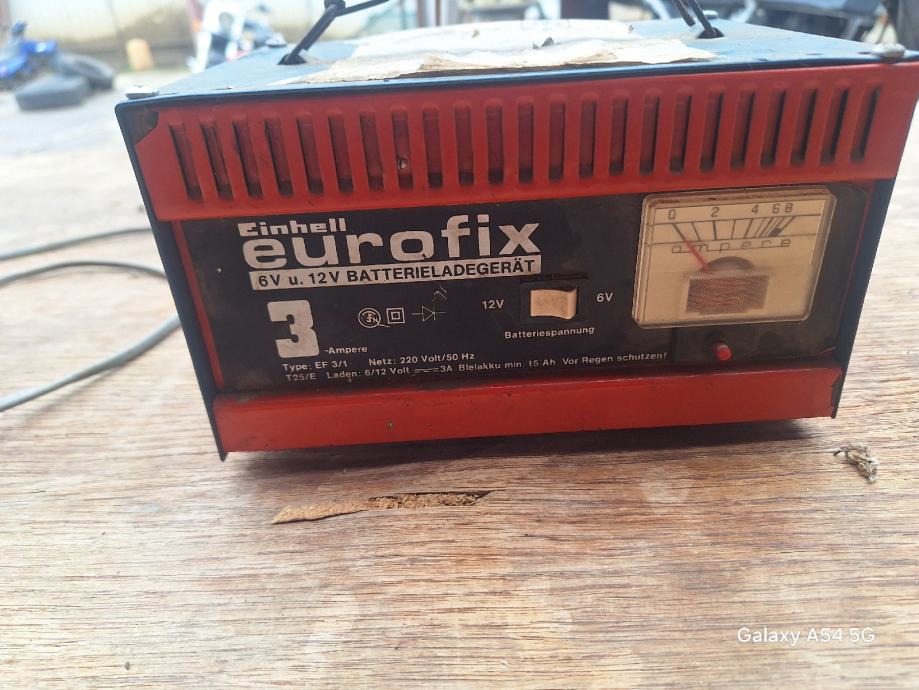 0 2 4 6 8
ampere
Einhell
eurofix
6V u. 12V BATTERIELADEGERÄT
12V 6V
3
-Ampere
Batteriespannung
Type: EF 3/1 Netz: 220 Volt/50 Hz
T25/E Laden: 6/12 Volt 3A Bleiakku min. 15 Ah Vor Regen schützen!
Galaxy A54 5G